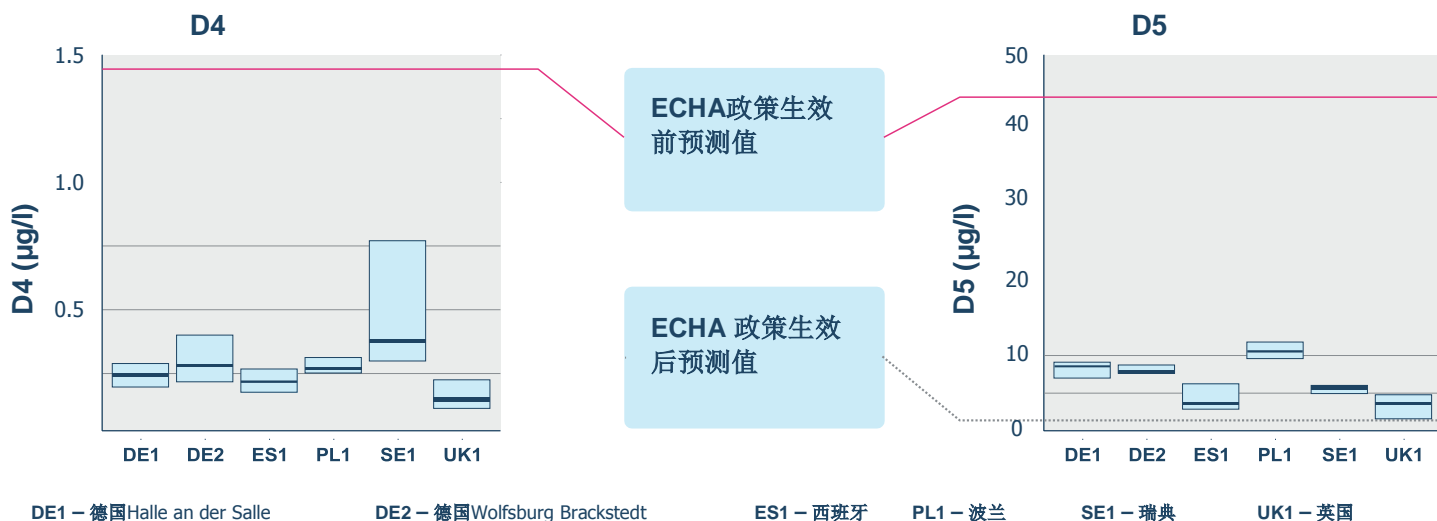 D4
D4 (µg/l)
1.5
1.0
0.5
DE1 DE2 ES1 PL1 SE1 UK1
ECHA政策生效
前预测值
ECHA 政策生效
后预测值
D5
D5 (µg/l)
50
40
30
20
10
0
DE1 DE2 ES1 PL1 SE1 UK1
DE1 – 德国Halle an der Salle DE2 – 德国Wolfsburg Brackstedt ES1 – 西班牙 PL1 – 波兰 SE1 – 瑞典 UK1 – 英国